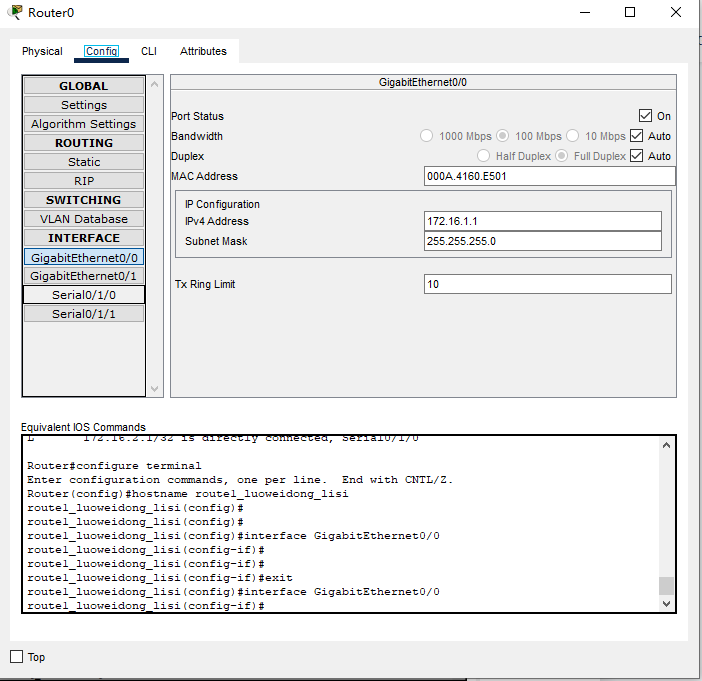 Router0
Physical Config CLI Attributes
GLOBAL
Settings
Algorithm Settings
ROUTING
Static
RIP
SWITCHING
VLAN Database
INTERFACE
GigabitEthernet0/0
GigabitEthernet0/1
Serial0/1/0
Serial0/1/1
GigabitEthernet0/0
Port Status On
Bandwidth 1000 Mbps 100 Mbps 10 Mbps Auto
Duplex Half Duplex Full Duplex Auto
MAC Address 000A.4160.E501
IP Configuration
IPv4 Address 172.16.1.1
Subnet Mask 255.255.255.0
Tx Ring Limit 10
Equivalent IOS Commands
L 172.16.2.1/32 is directly connected, Serial0/1/0
Router#configure terminal
Enter configuration commands, one per line. End with CNTL/Z.
Router(config)#hostname route1_luoweidong_lisi
route1_luoweidong_lisi(config)#
route1_luoweidong_lisi(config)#
route1_luoweidong_lisi(config)#interface GigabitEthernet0/0
route1_luoweidong_lisi(config-if)#
route1_luoweidong_lisi(config-if)#
route1_luoweidong_lisi(config-if)#exit
route1_luoweidong_lisi(config)#interface GigabitEthernet0/0
route1_luoweidong_lisi(config-if)#
Top